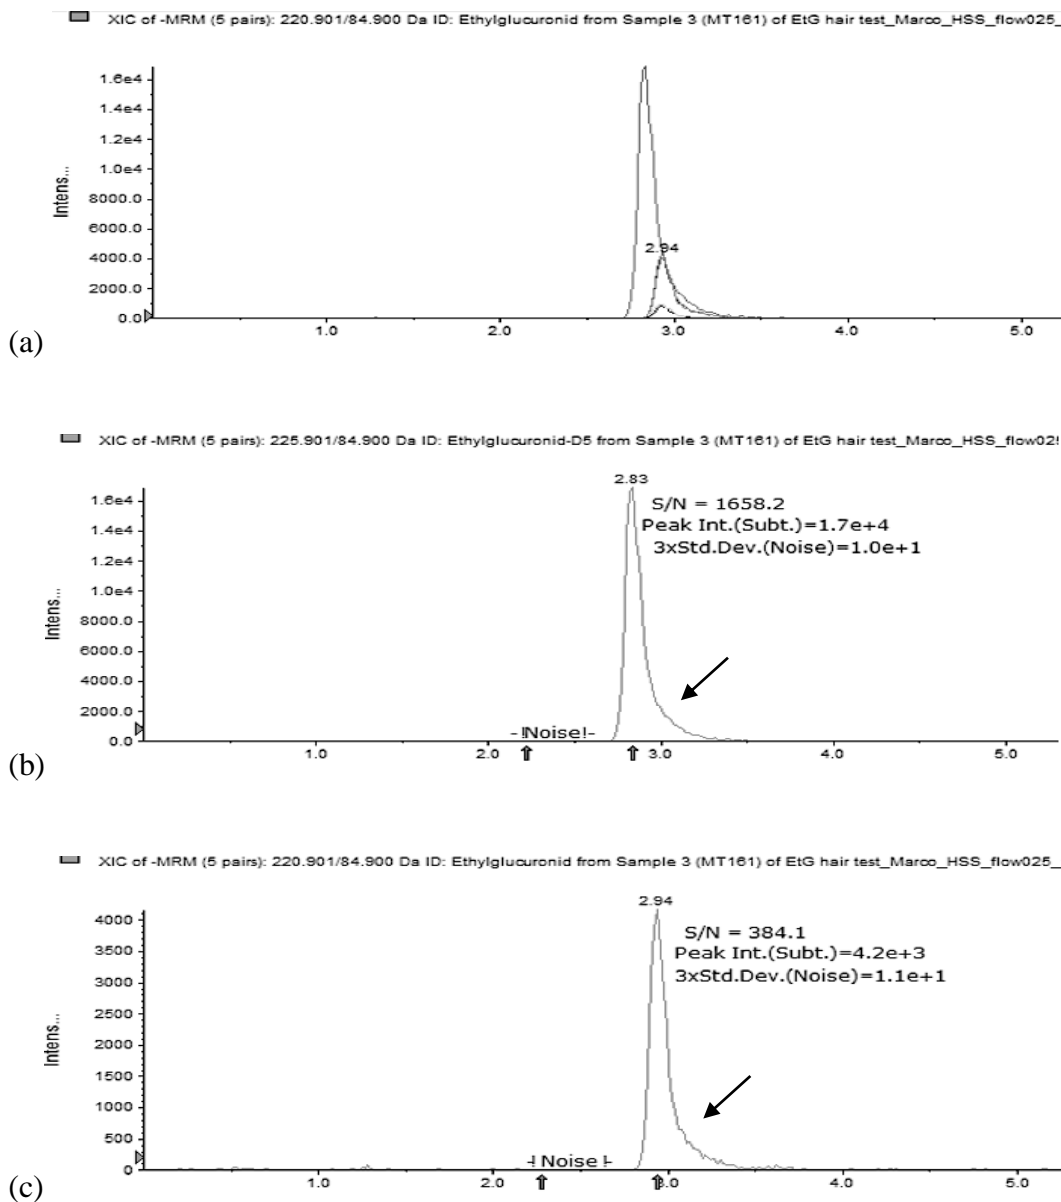 XIC of -MRM (5 pairs): 220.901/84.900 Da ID: Ethylglucuronid from Sample 3 (MT161) of EtG hair test_Marco_HSS_flow025_
Intens...
1.6e4
1.4e4
1.2e4
1.0e4
8000.0
6000.0
4000.0
2000.0
0.0
2.94
1.0 2.0 3.0 4.0 5.0
(a)
XIC of -MRM (5 pairs): 225.901/84.900 Da ID: Ethylglucuronid-D5 from Sample 3 (MT161) of EtG hair test_Marco_HSS_flow02
Intens...
1.6e4
1.4e4
1.2e4
1.0e4
8000.0
6000.0
4000.0
2000.0
0.0
2.83
S/N = 1658.2
Peak Int.(Subt.)=1.7e+4
3xStd.Dev.(Noise)=1.0e+1
Noise
1.0 2.0 3.0 4.0 5.0
(b)
XIC of -MRM (5 pairs): 220.901/84.900 Da ID: Ethylglucuronid from Sample 3 (MT161) of EtG hair test_Marco_HSS_flow025_
Intens...
4000
3500
3000
2500
2000
1500
1000
500
0
2.94
S/N = 384.1
Peak Int.(Subt.)=4.2e+3
3xStd.Dev.(Noise)=1.1e+1
Noise
1.0 2.0 3.0 4.0 5.0
(c)